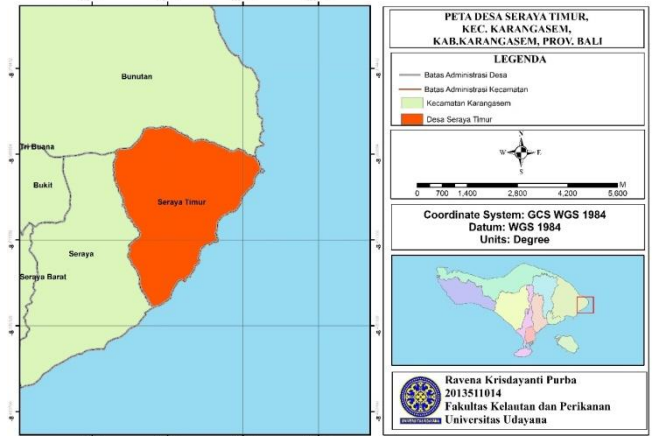 Bunutan
Tri Buana
Bukit
Seraya Timur
Seraya
Seraya Barat
PETA DESA SERAYA TIMUR,
KEC. KARANGASEM,
KAB.KARANGASEM, PROV. BALI
LEGENDA
Batas Administrasi Desa
Batas Administrasi Kecamatan
Kecamatan Karangasem
Desa Seraya Timur
N
W E
S
M
0 700 1,400 2,800 4,200 5,600
Coordinate System: GCS WGS 1984
Datum: WGS 1984
Units: Degree
Ravena Krisdayanti Purba
2013511014
Fakultas Kelautan dan Perikanan
Universitas Udayana